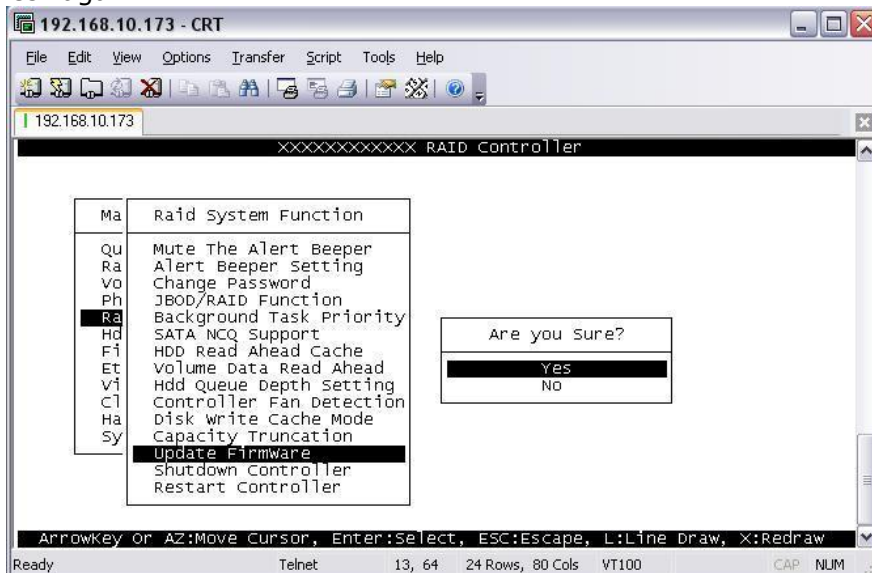 192.168.10.173 - CRT
File Edit View Options Transfer Script Tools Help
192.168.10.173
XXXXXXXXXXXX RAID Controller
Ma
Qu
Ra
Vo
Ph
Ra
Hd
Fi
Et
Vi
Cl
Ha
Sy
Raid System Function
Mute The Alert Beeper
Alert Beeper Setting
Change Password
JBOD/RAID Function
Background Task Priority
SATA NCQ Support
HDD Read Ahead Cache
Volume Data Read Ahead
Hdd Queue Depth Setting
Controller Fan Detection
Disk Write Cache Mode
Capacity Truncation
Update FirmWare
Shutdown Controller
Restart Controller
Are you Sure?
Yes
No
ArrowKey Or AZ:Move Cursor, Enter:Select, ESC:Escape, L:Line Draw, X:Redraw
Ready Telnet 13, 64 24 Rows, 80 Cols VT100 CAP NUM